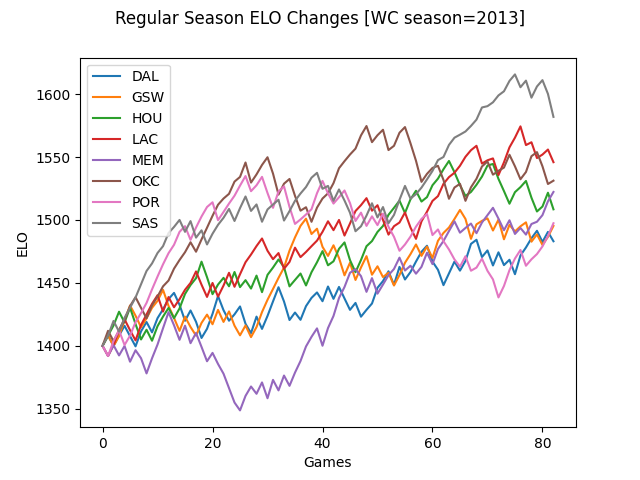 Regular Season ELO Changes [WC season=2013]
DAL
GSW
HOU
LAC
MEM
OKC
POR
SAS
1600
1550
1500
1450
1400
1350
ELO
0 20 40 60 80
Games